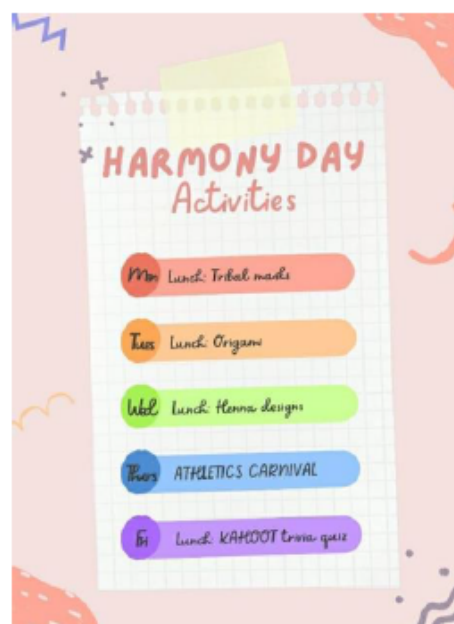 HARMONY DAY
Activities
Mon Lunch: Tribal masks
Tues Lunch: Origami
Wed Lunch: Henna designs
Thurs ATHLETICS CARNIVAL
Fri Lunch: KAHOOT trivia quiz